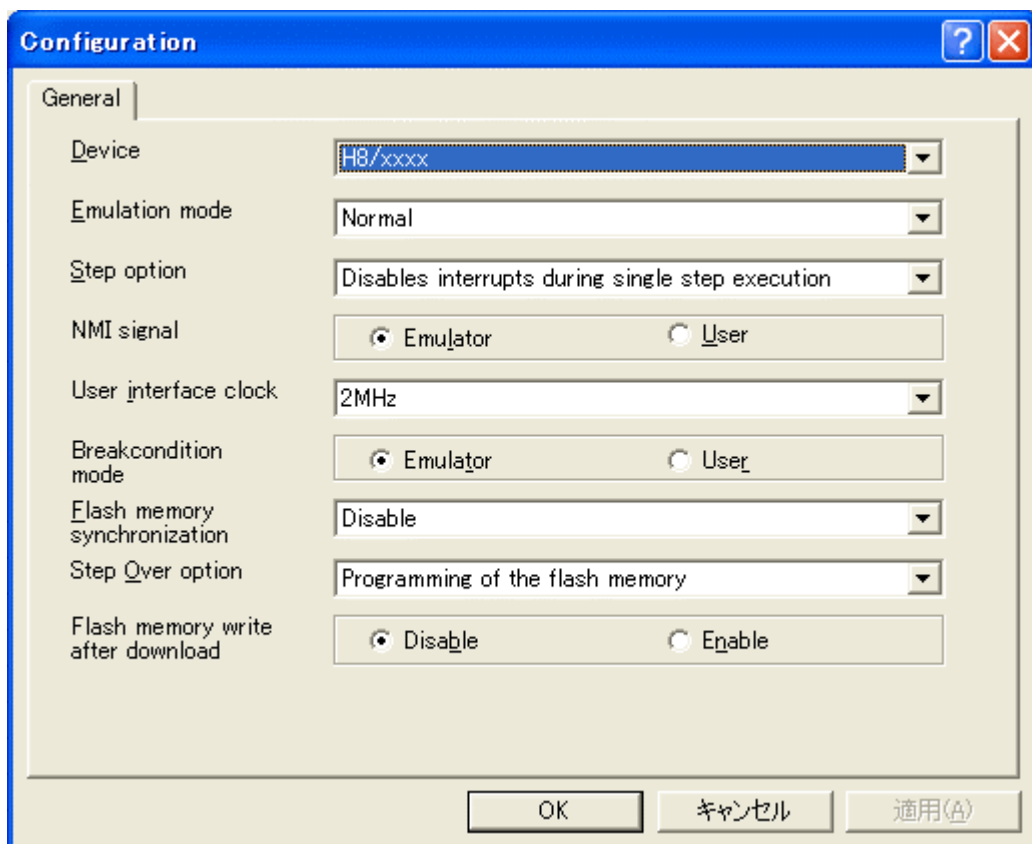 Configuration
General
Device
H8/xxxx
Emulation mode
Normal
Step option
Disables interrupts during single step execution
NMI signal
Emulator
User
User interface clock
2MHz
Breakcondition
mode
Emulator
User
Flash memory
synchronization
Disable
Step Over option
Programming of the flash memory
Flash memory write
after download
Disable
Enable
OK
キャンセル
適用(A)